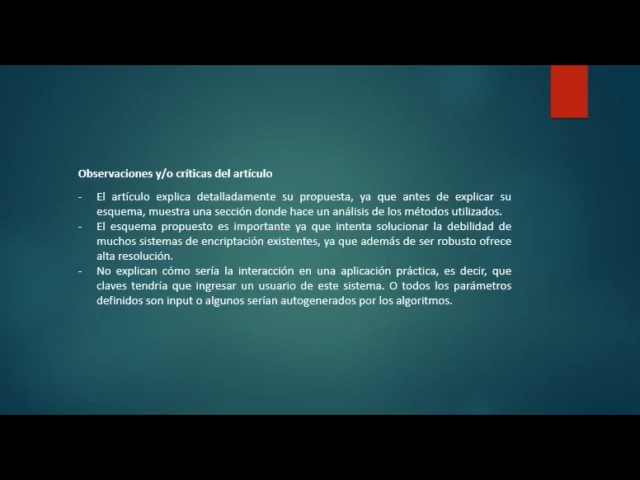 Observaciones y/o críticas del artículo
- El artículo explica detalladamente su propuesta, ya que antes de explicar su
esquema, muestra una sección donde hace un análisis de los métodos utilizados.
- El esquema propuesto es importante ya que intenta solucionar la debilidad de
muchos sistemas de encriptación existentes, ya que además de ser robusto ofrece
alta resolución.
- No explican cómo sería la interacción en una aplicación práctica, es decir, que
claves tendría que ingresar un usuario de este sistema. O todos los parámetros
definidos son input o algunos serían autogenerados por los algoritmos.